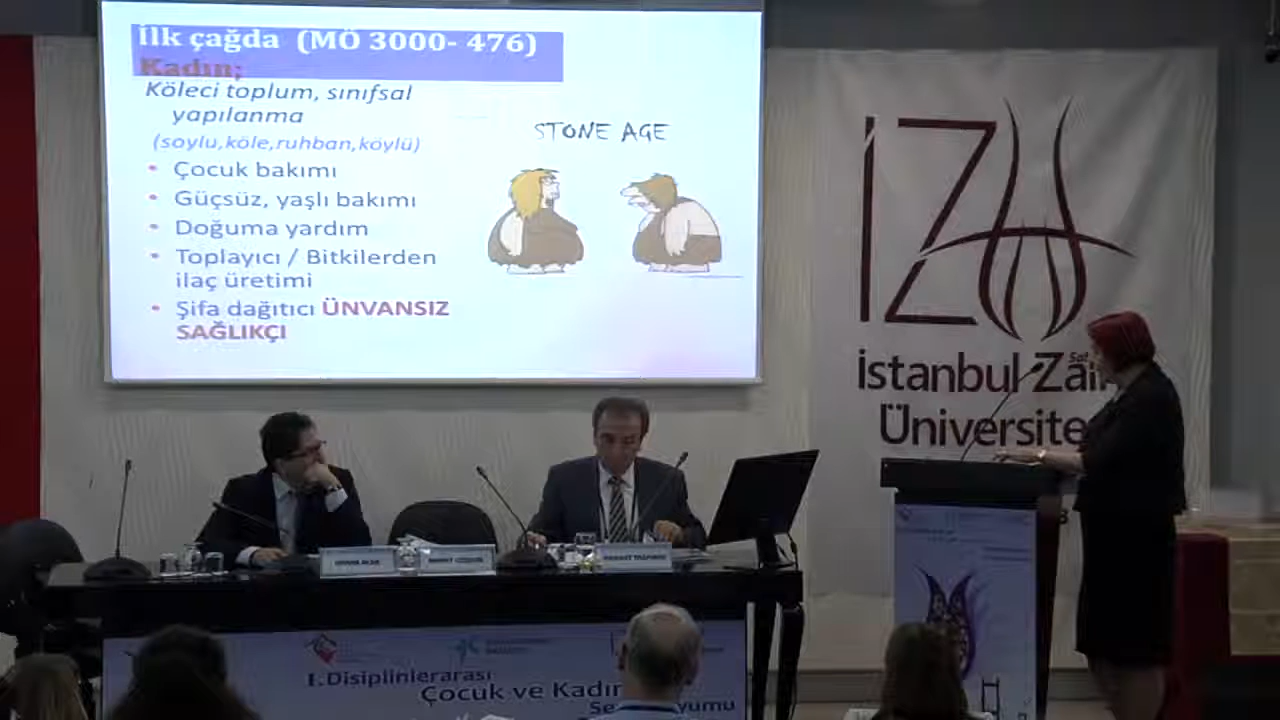 İlk çağda (MÖ 3000- 476)
Kadın;
Köleci toplum, sınıfsal
yapılanma
(soylu,köle,ruhban,köylü)
• Çocuk bakımı
• Güçsüz, yaşlı bakımı
• Doğuma yardım
• Toplayıcı / Bitkilerden
ilaç üretimi
• Şifa dağıtıcı ÜNVANSIZ
SAĞLIKÇI
STONE AGE
İZÜ
İstanbul
Üniversite
I.Disiplinlerarası
Çocuk ve Kadın